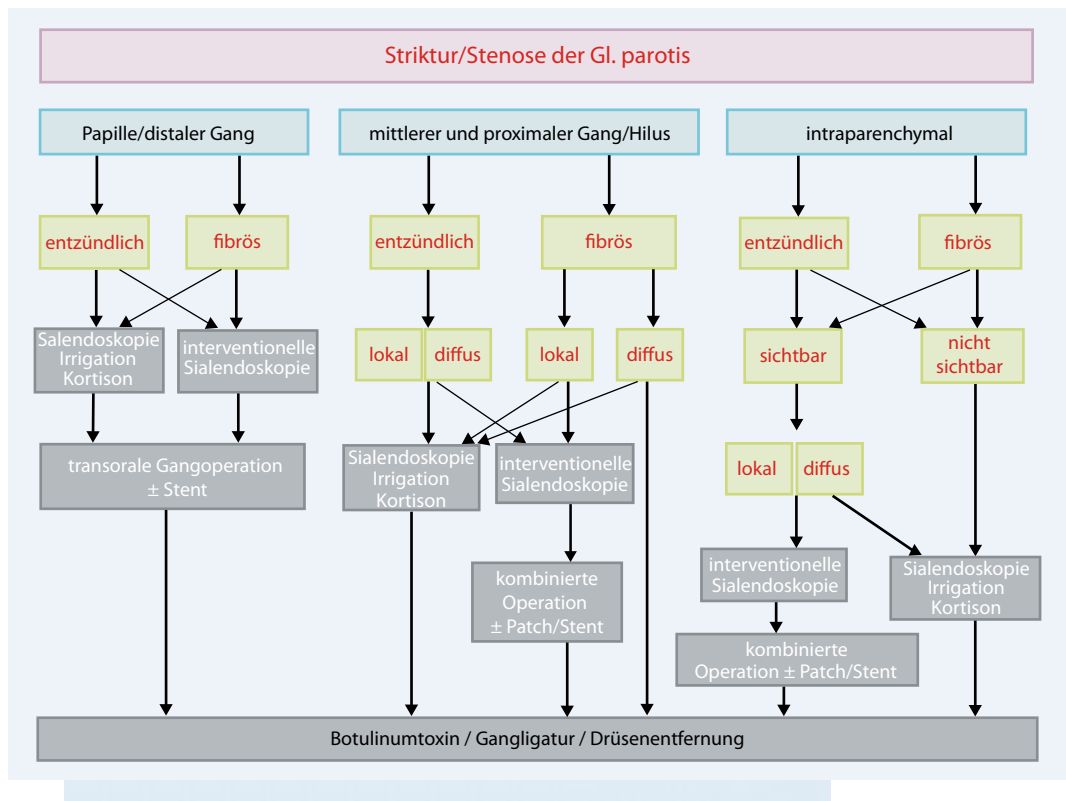 Striktur/Stenose der Gl. parotis
Papille/distaler Gang
mittlerer und proximaler Gang/Hilus
intraparenchymal
entzündlich
fibrös
entzündlich
fibrös
entzündlich
fibrös
Salendoskopie
Irrigation
Kortison
interventionelle
Sialendoskopie
lokal
diffus
lokal
diffus
sichtbar
nicht
sichtbar
transorale Gangoperation
± Stent
Sialendoskopie
Irrigation
Kortison
interventionelle
Sialendoskopie
lokal
diffus
kombinierte
Operation
± Patch/Stent
interventionelle
Sialendoskopie
Sialendoskopie
Irrigation
Kortison
kombinierte
Operation ± Patch/Stent
Botulinumtoxin / Gangligatur / Drüsenentfernung